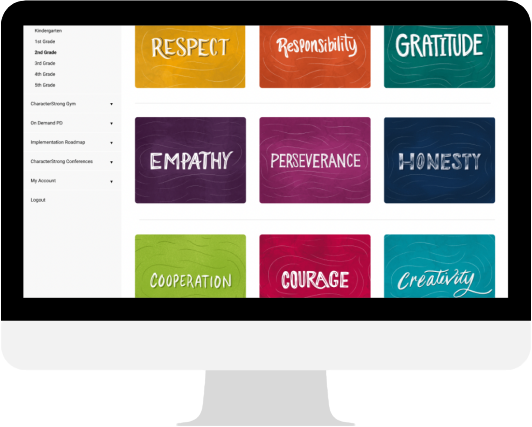 Kindergarten
1st Grade
2nd Grade
3rd Grade
4th Grade
5th Grade
CharacterStrong Gym
On Demand PD
Implementation Roadmap
CharacterStrong Conferences
My Account
Logout
RESPECT
Responsibility
GRATITUDE
EMPATHY
PERSEVERANCE
HONESTY
COOPERATION
COURAGE
Creativity